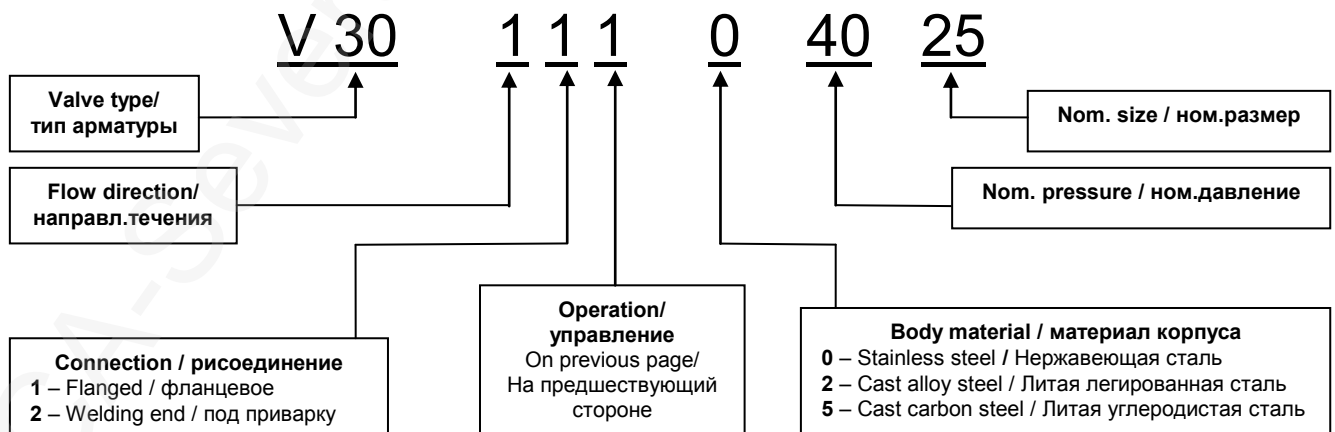 V 30 1 1 1 0 40 25
Valve type/
тип арматуры
Nom. size / ном.размер
Flow direction/
направл.течения
Nom. pressure / ном.давление
Connection / рисоединение
1 – Flanged / фланцевое
2 – Welding end / под приварку
Operation/
управление
On previous page/
На предшествующий
стороне
Body material / материал корпуса
0 – Stainless steel / Нержавеющая сталь
2 – Cast alloy steel / Литая легированная сталь
5 – Cast carbon steel / Литая углеродистая сталь